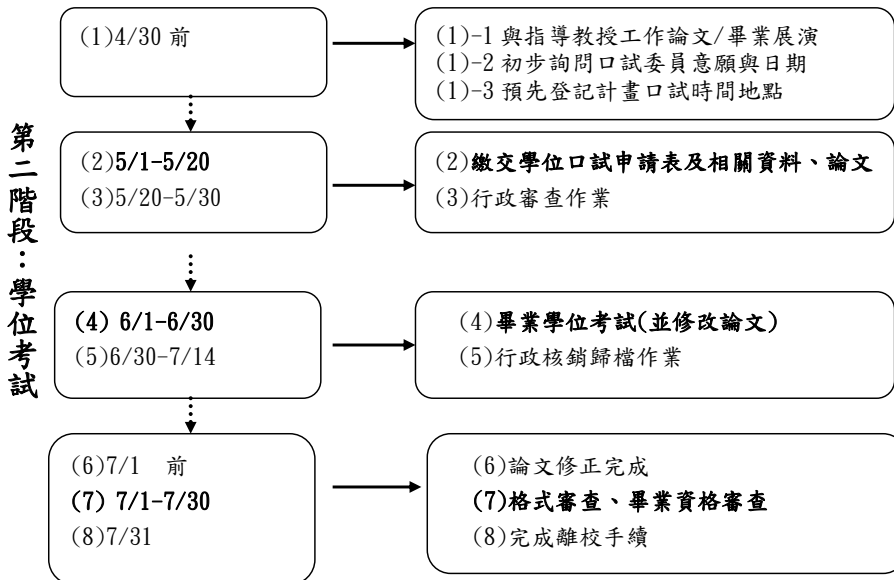 第二階段：學位考試
(1)4/30 前
(1)-1 與指導教授工作論文/畢業展演
(1)-2 初步詢問口試委員意願與日期
(1)-3 預先登記計畫口試時間地點
(2)5/1-5/20
(3)5/20-5/30
(2)繳交學位口試申請表及相關資料、論文
(3)行政審查作業
(4) 6/1-6/30
(5)6/30-7/14
(4)畢業學位考試(並修改論文)
(5)行政核銷歸檔作業
(6)7/1 前
(7) 7/1-7/30
(8)7/31
(6)論文修正完成
(7)格式審查、畢業資格審查
(8)完成離校手續